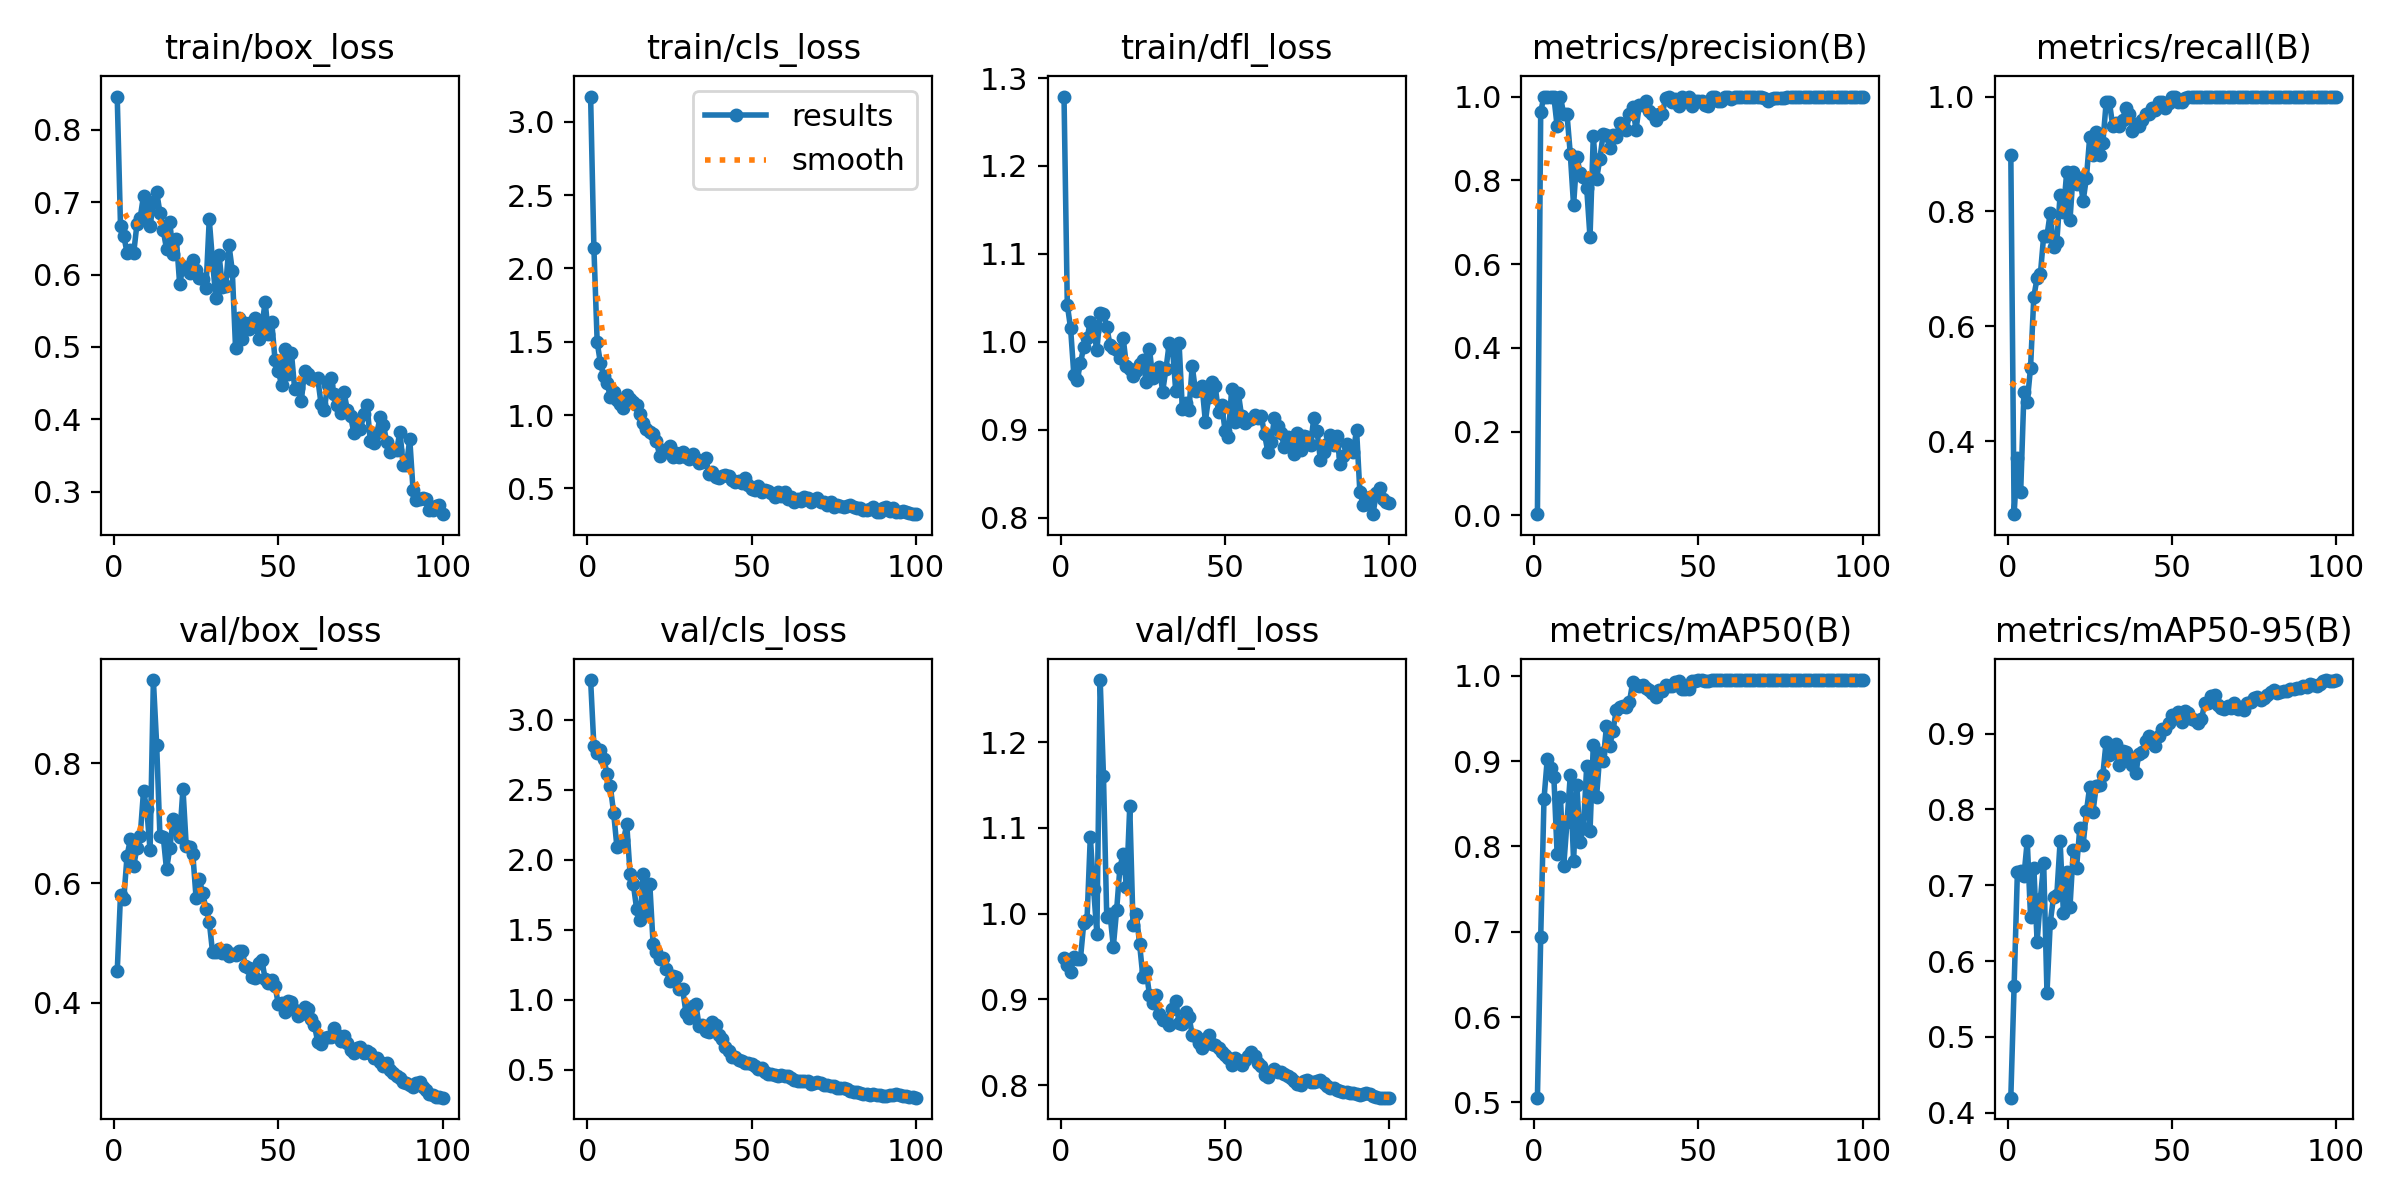 train/box_loss
0.8
0.7
0.6
0.5
0.4
0.3
0 50 100
train/cls_loss
results
smooth
3.0
2.5
2.0
1.5
1.0
0.5
0 50 100
train/dfl_loss
1.3
1.2
1.1
1.0
0.9
0.8
0 50 100
metrics/precision(B)
1.0
0.8
0.6
0.4
0.2
0.0
0 50 100
metrics/recall(B)
1.0
0.8
0.6
0.4
0 50 100
val/box_loss
0.8
0.6
0.4
0 50 100
val/cls_loss
3.0
2.5
2.0
1.5
1.0
0.5
0 50 100
val/dfl_loss
1.2
1.1
1.0
0.9
0.8
0 50 100
metrics/mAP50(B)
1.0
0.9
0.8
0.7
0.6
0.5
0 50 100
metrics/mAP50-95(B)
0.9
0.8
0.7
0.6
0.5
0.4
0 50 100